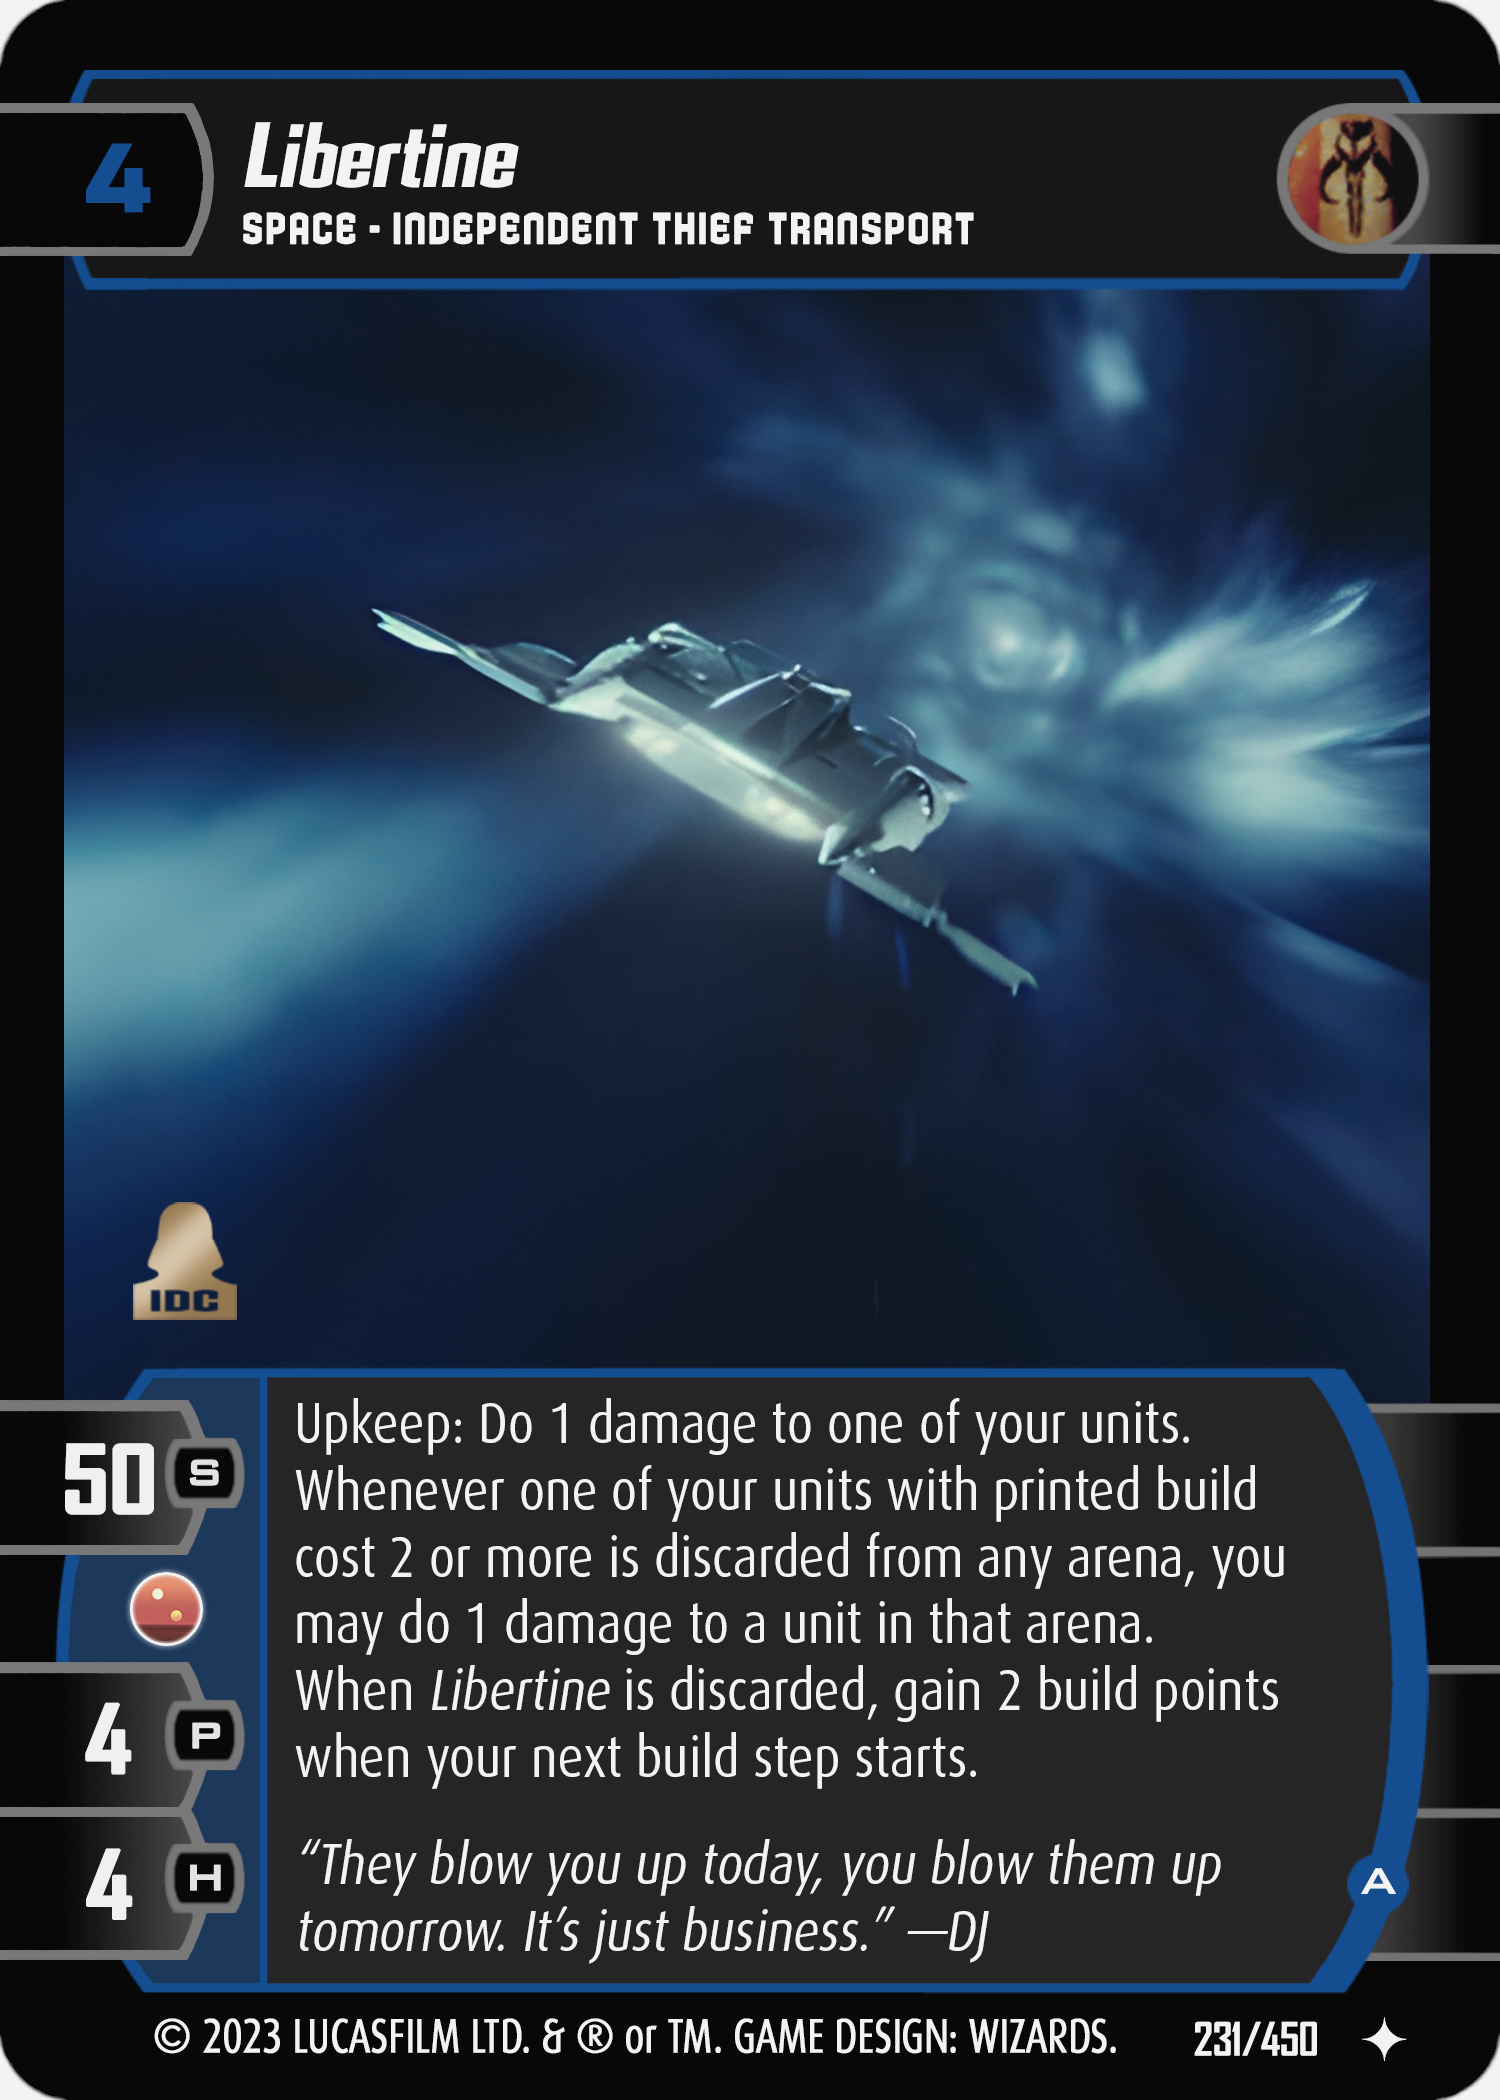 4
Libertine
SPACE - INDEPENDENT THIEF TRANSPORT
IDC
50 S
4 P
4 H
Upkeep: Do 1 damage to one of your units.
Whenever one of your units with printed build
cost 2 or more is discarded from any arena, you
may do 1 damage to a unit in that arena.
When Libertine is discarded, gain 2 build points
when your next build step starts.
“They blow you up today, you blow them up
tomorrow. It’s just business.” —DJ
A
© 2023 LUCASFILM LTD. & ® or TM. GAME DESIGN: WIZARDS.
231/450